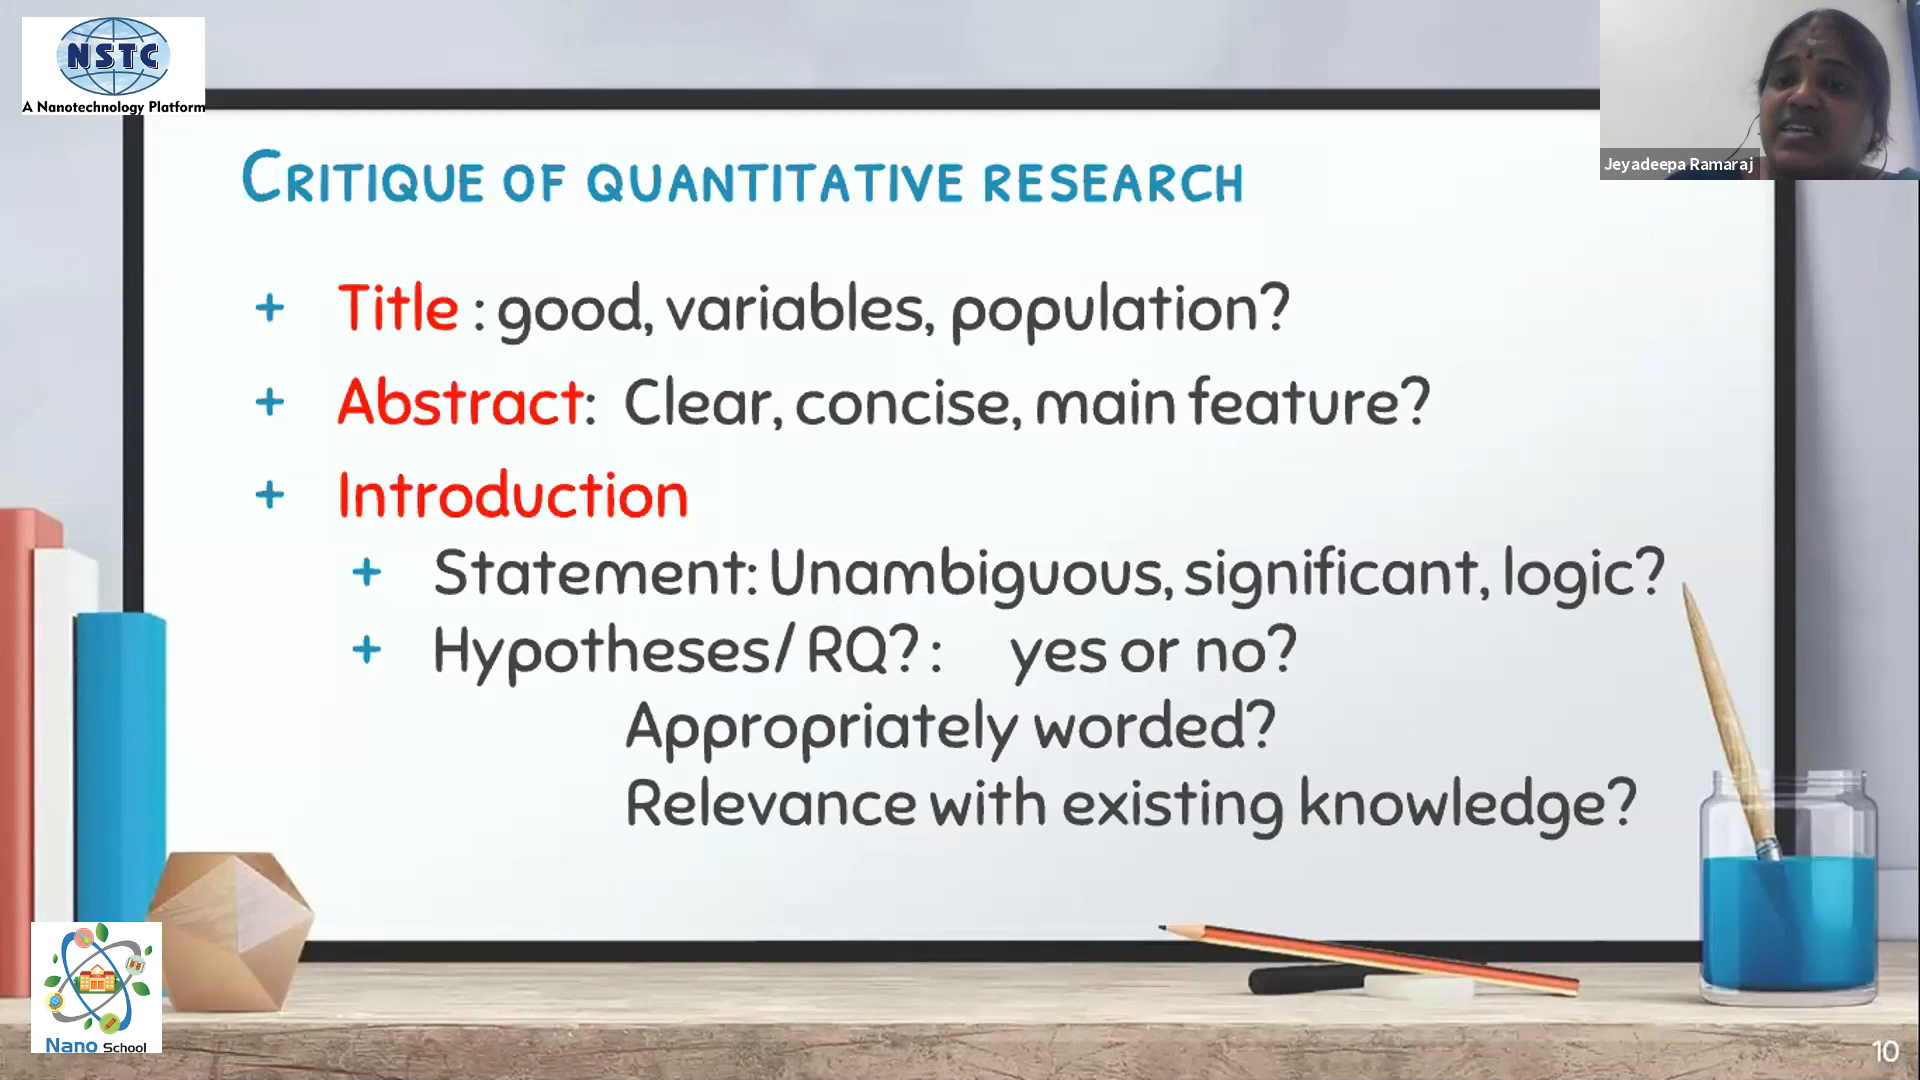 NSTC
A Nanotechnology Platform
Jeyadeepa Ramaraj
CRITIQUE OF QUANTITATIVE RESEARCH
+ Title : good, variables, population?
+ Abstract: Clear, concise, main feature?
+ Introduction
+ Statement: Unambiguous, significant, logic?
+ Hypotheses/ RQ? : yes or no?
Appropriately worded?
Relevance with existing knowledge?
Nano School
10